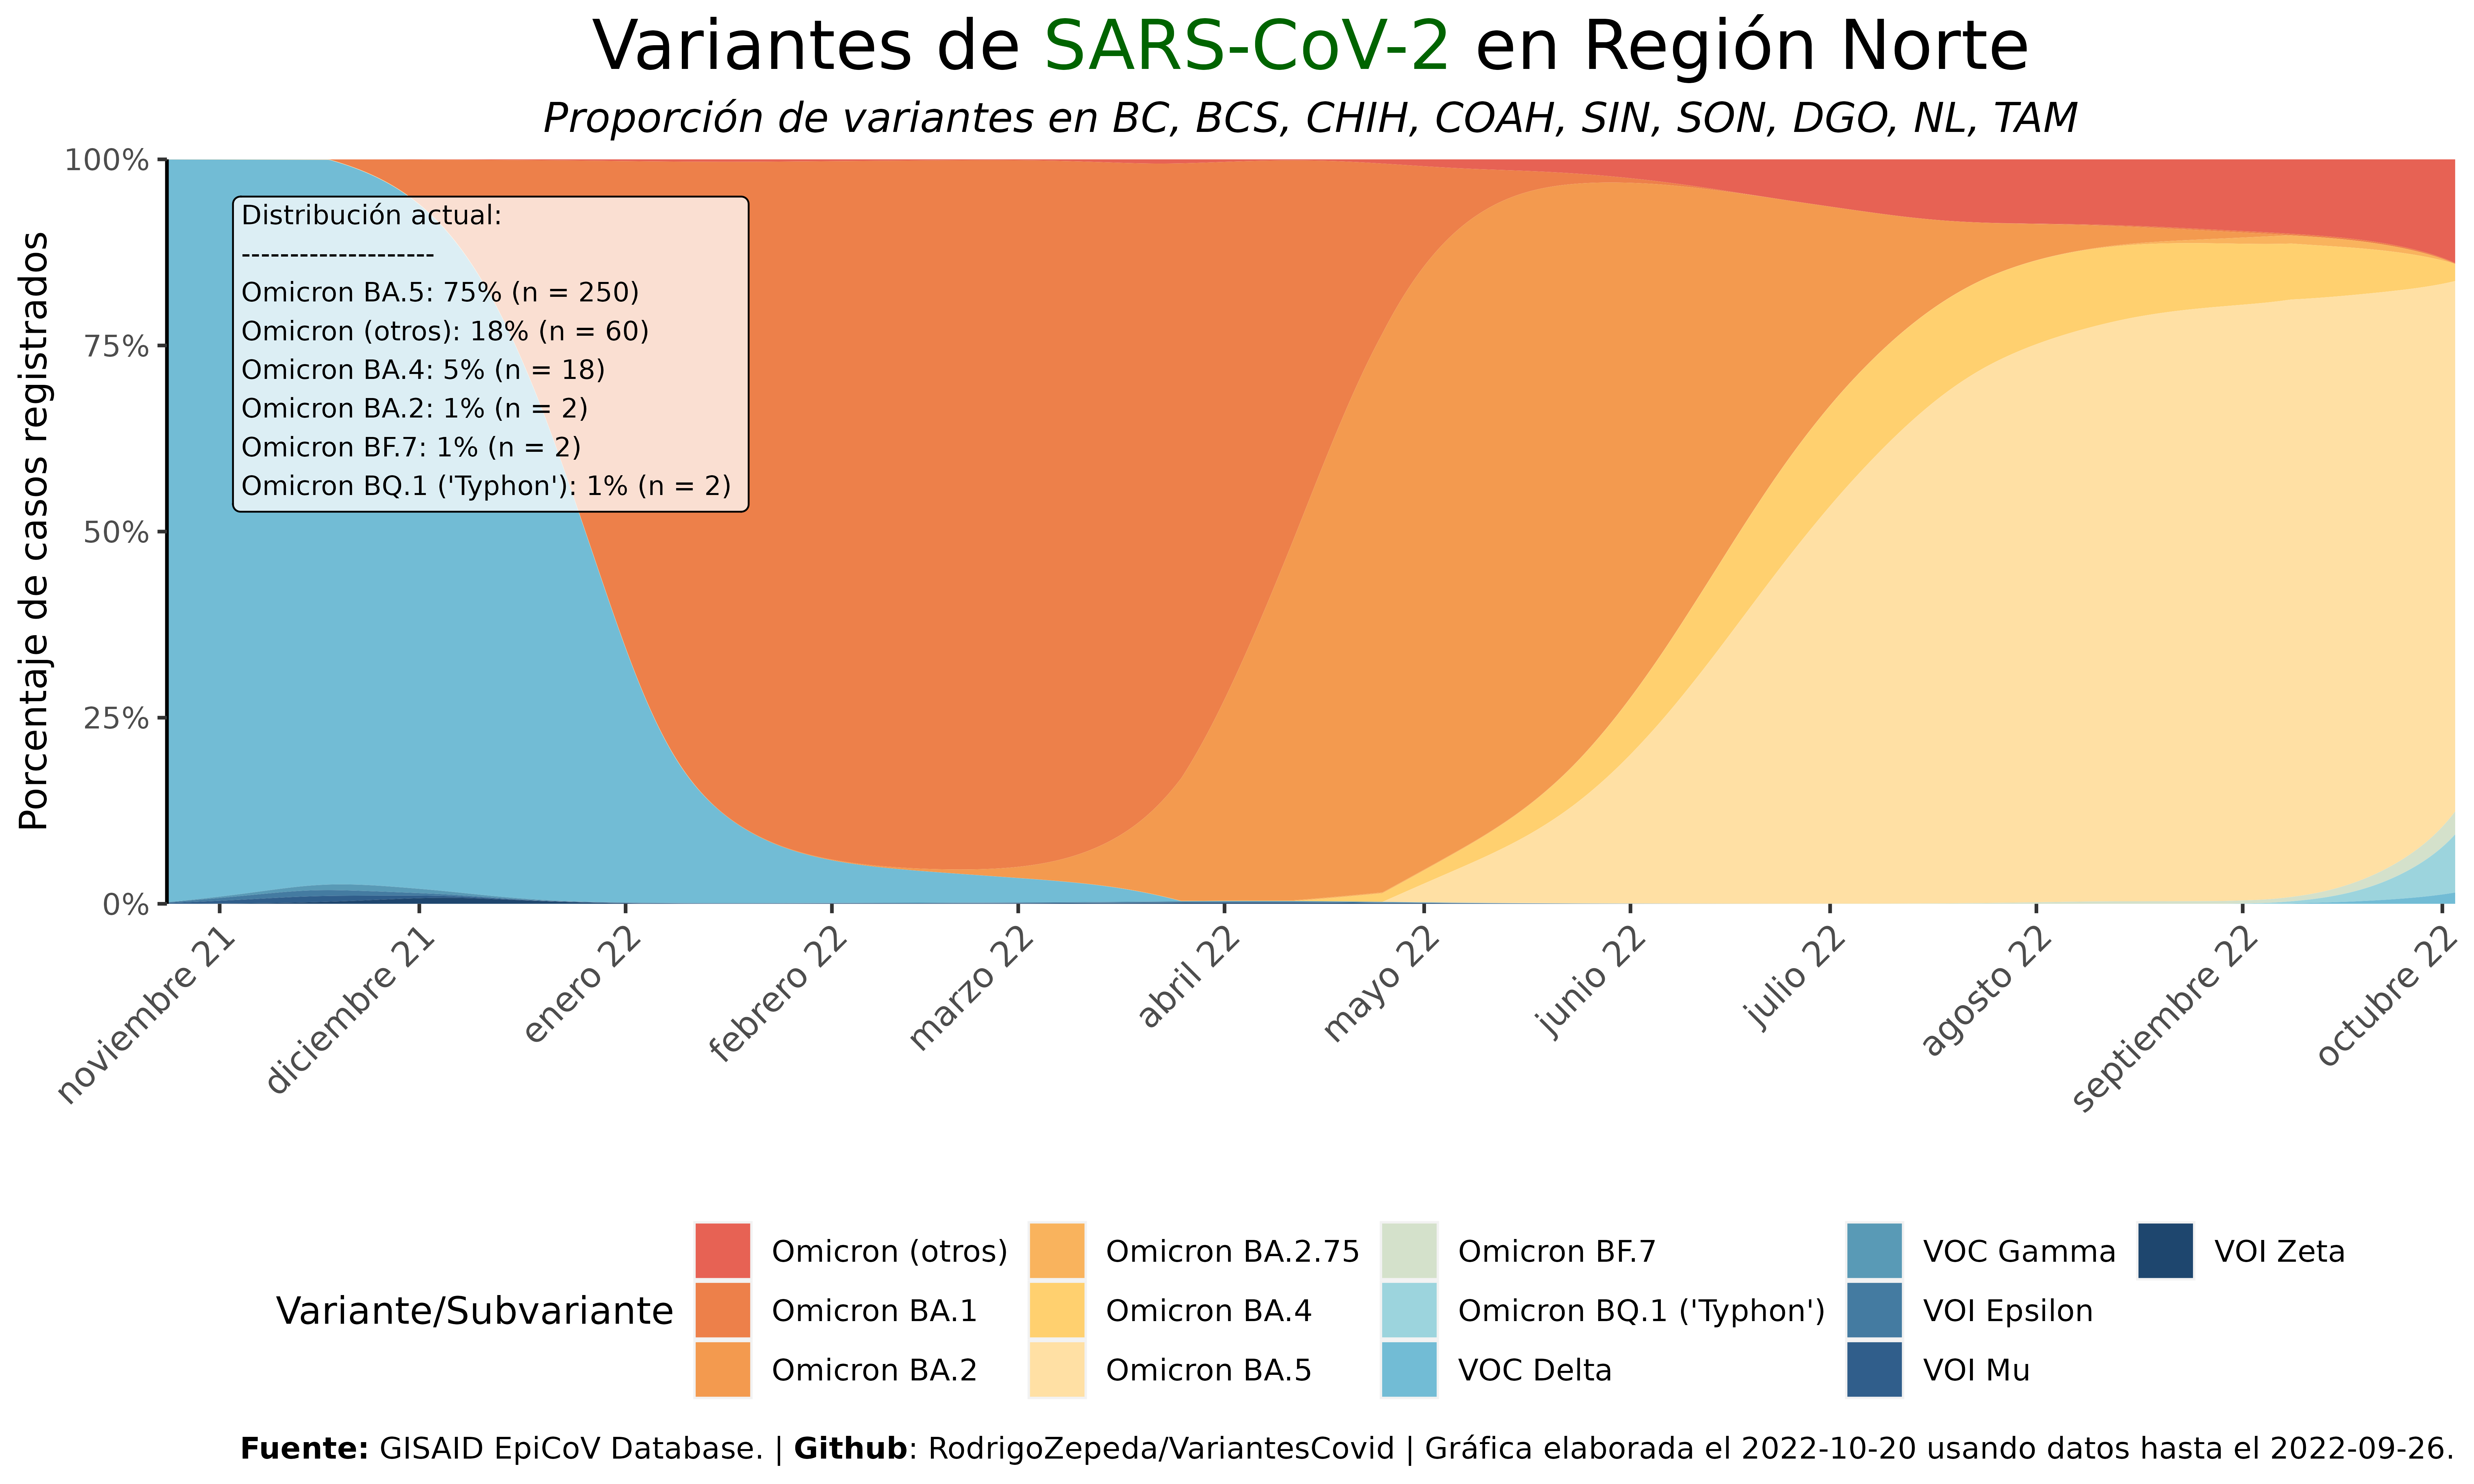 Variantes de SARS-CoV-2 en Región Norte
Proporción de variantes en BC, BCS, CHIH, COAH, SIN, SON, DGO, NL, TAM
Porcentaje de casos registrados
100%
75%
50%
25%
0%
Distribución actual:
--------------------
Omicron BA.5: 75% (n = 250)
Omicron (otros): 18% (n = 60)
Omicron BA.4: 5% (n = 18)
Omicron BA.2: 1% (n = 2)
Omicron BF.7: 1% (n = 2)
Omicron BQ.1 ('Typhon'): 1% (n = 2)
noviembre 21
diciembre 21
enero 22
febrero 22
marzo 22
abril 22
mayo 22
junio 22
julio 22
agosto 22
septiembre 22
octubre 22
Variante/Subvariante
Omicron (otros)
Omicron BA.1
Omicron BA.2
Omicron BA.2.75
Omicron BA.4
Omicron BA.5
Omicron BF.7
Omicron BQ.1 ('Typhon')
VOC Delta
VOC Gamma
VOI Epsilon
VOI Mu
VOI Zeta
Fuente: GISAID EpiCoV Database. | Github: RodrigoZepeda/VariantesCovid | Gráfica elaborada el 2022-10-20 usando datos hasta el 2022-09-26.